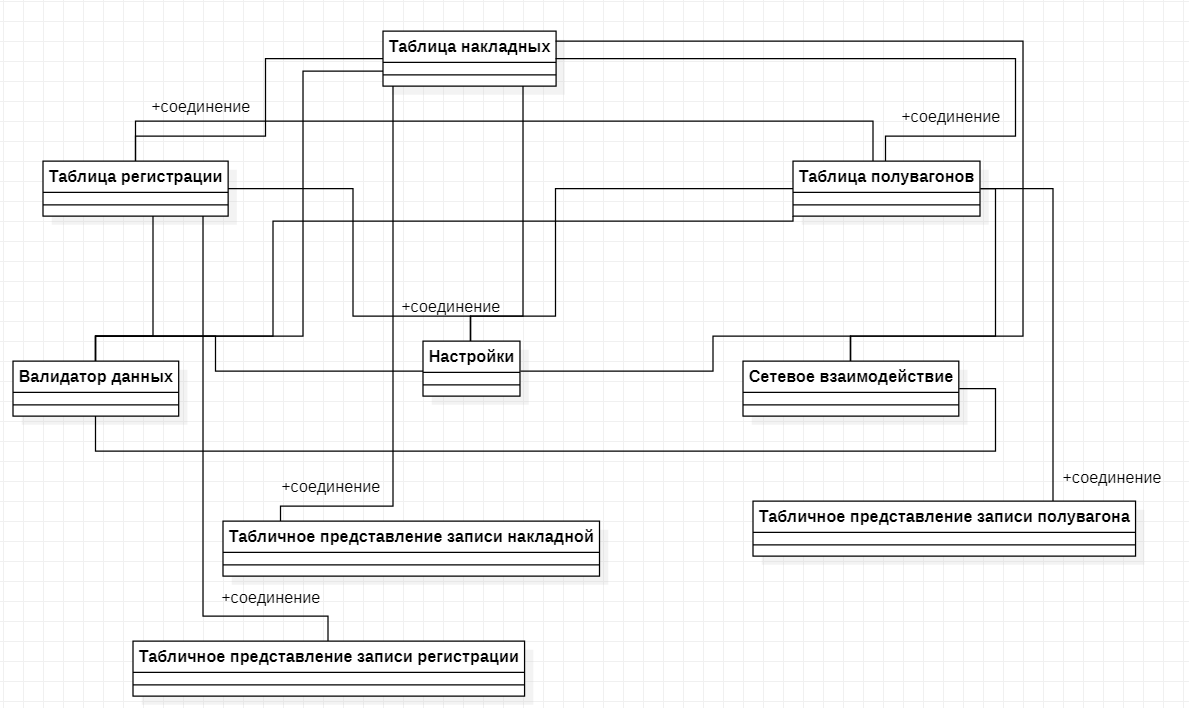 Таблица накладных
+соединение
+соединение
Таблица регистрации
Таблица полувагонов
+соединение
Настройки
Валидатор данных
Сетевое взаимодействие
+соединение
+соединение
Табличное представление записи накладной
Табличное представление записи полувагона
+соединение
Табличное представление записи регистрации